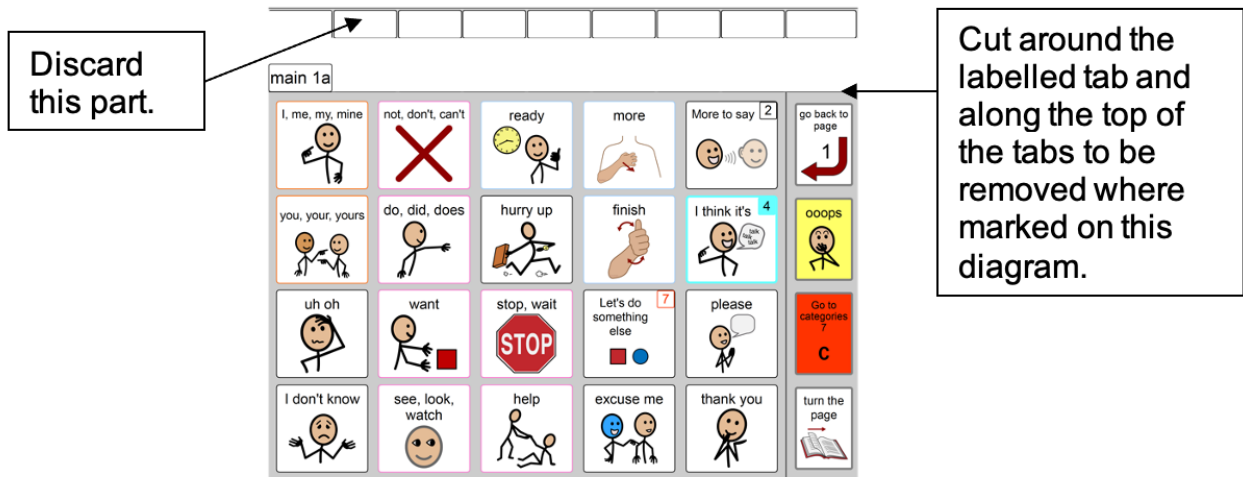 Discard
this part.
Cut around the
labelled tab and
along the top of
the tabs to be
removed where
marked on this
diagram.
main 1a
I, me, my, mine
not, don't, can't
ready
more
More to say 2
go back to
page
1
you, your, yours
do, did, does
hurry up
finish
I think it's 4
talk
talk
talk
ooops
uh oh
want
stop, wait
STOP
Let's do
something
else
7
please
Go to
categories
7
C
I don't know
see, look,
watch
help
excuse me
thank you
turn the
page